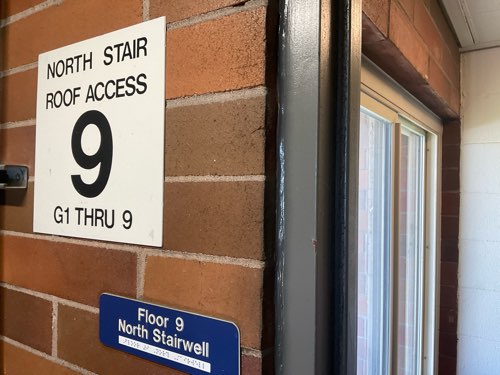 NORTH STAIR
ROOF ACCESS
9
G1 THRU 9
Floor 9
North Stairwell